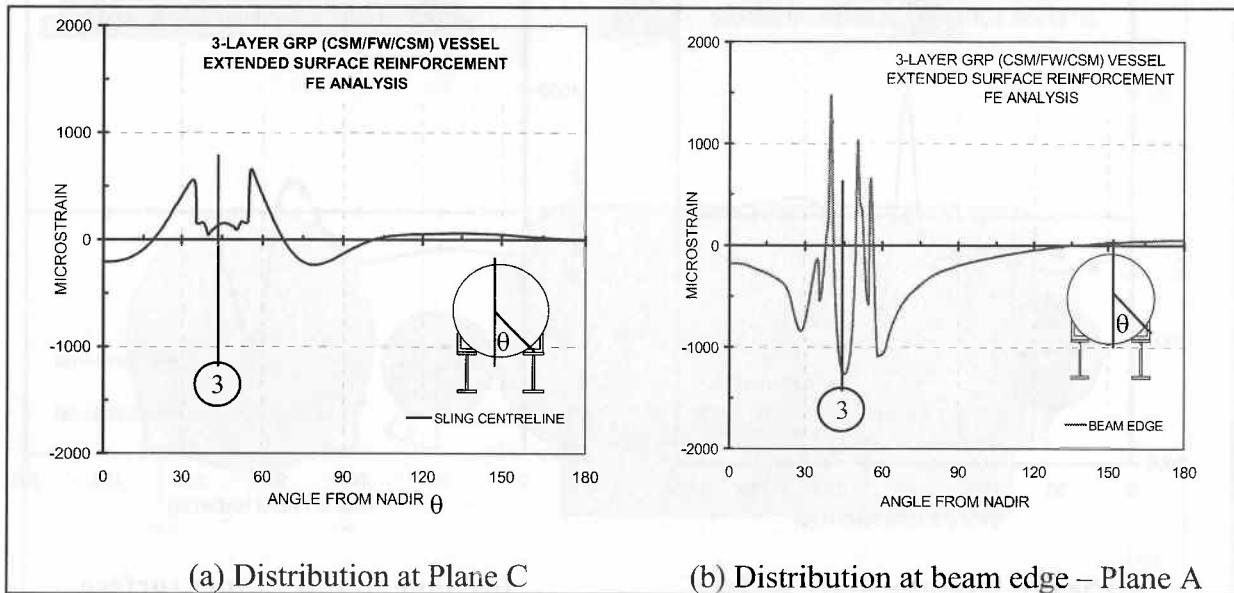 3-LAYER GRP (CSM/FW/CSM) VESSEL
EXTENDED SURFACE REINFORCEMENT
FE ANALYSIS
2000
1000
0
-1000
-2000
MICROSTRAIN
0 30 60 90 120 150 180
ANGLE FROM NADIR θ
3
θ
SLING CENTRELINE
(a) Distribution at Plane C
3-LAYER GRP (CSM/FW/CSM) VESSEL
EXTENDED SURFACE REINFORCEMENT
FE ANALYSIS
2000
1000
0
-1000
-2000
MICROSTRAIN
0 30 60 90 120 150 180
ANGLE FROM NADIR
3
θ
BEAM EDGE
(b) Distribution at beam edge – Plane A